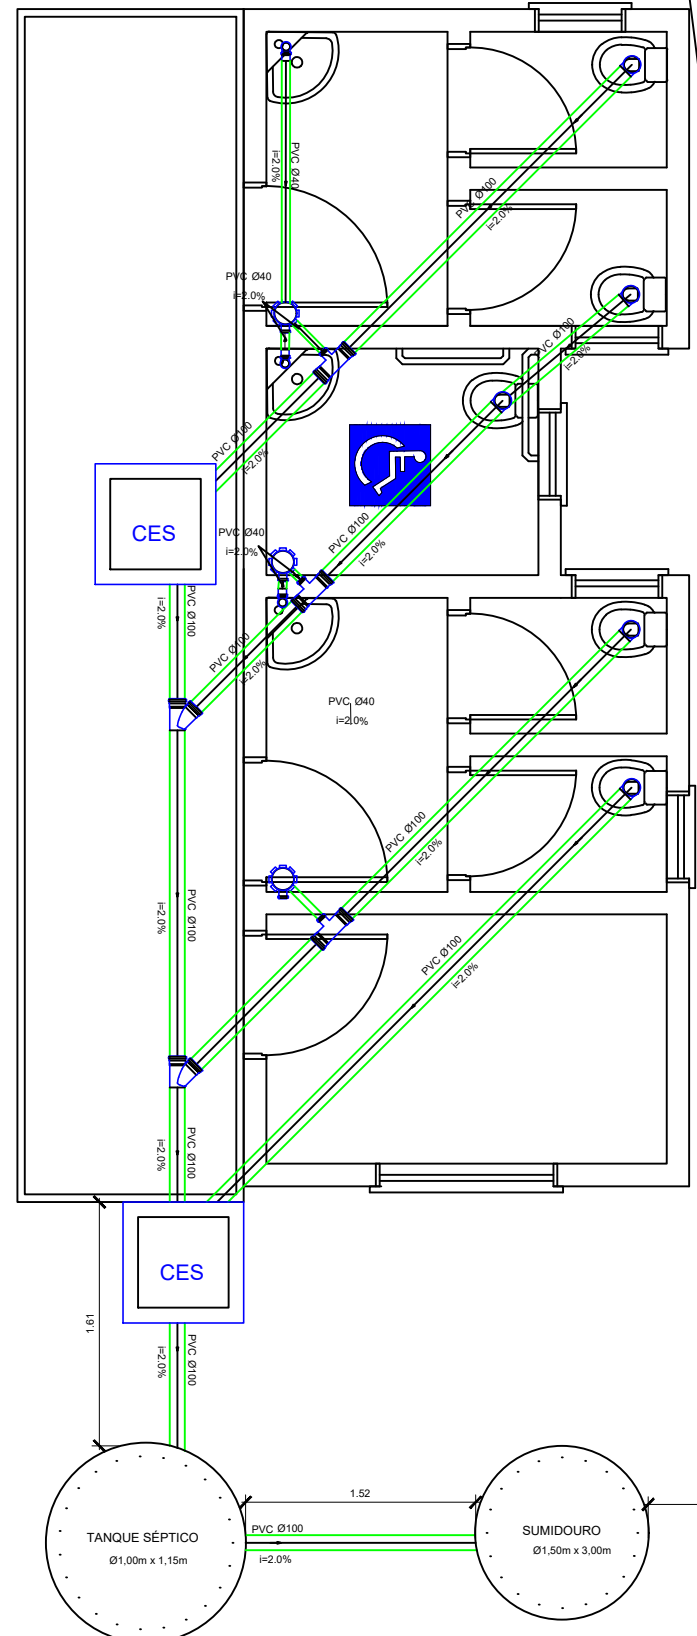 PVC Ø40
i=2.0%
PVC Ø100
i=2.0%
PVC Ø40
i=2.0%
PVC Ø100
i=2.0%
PVC Ø100
i=2.0%
CES
PVC Ø40
i=2.0%
PVC Ø100
i=2.0%
PVC Ø100
i=2.0%
PVC Ø100
i=2.0%
PVC Ø40
i=2.0%
PVC Ø100
i=2.0%
PVC Ø100
i=2.0%
PVC Ø100
i=2.0%
PVC Ø100
i=2.0%
CES
1.61
PVC Ø100
i=2.0%
1.52
TANQUE SÉPTICO
Ø1,00m x 1,15m
PVC Ø100
i=2.0%
SUMIDOURO
Ø1,50m x 3,00m